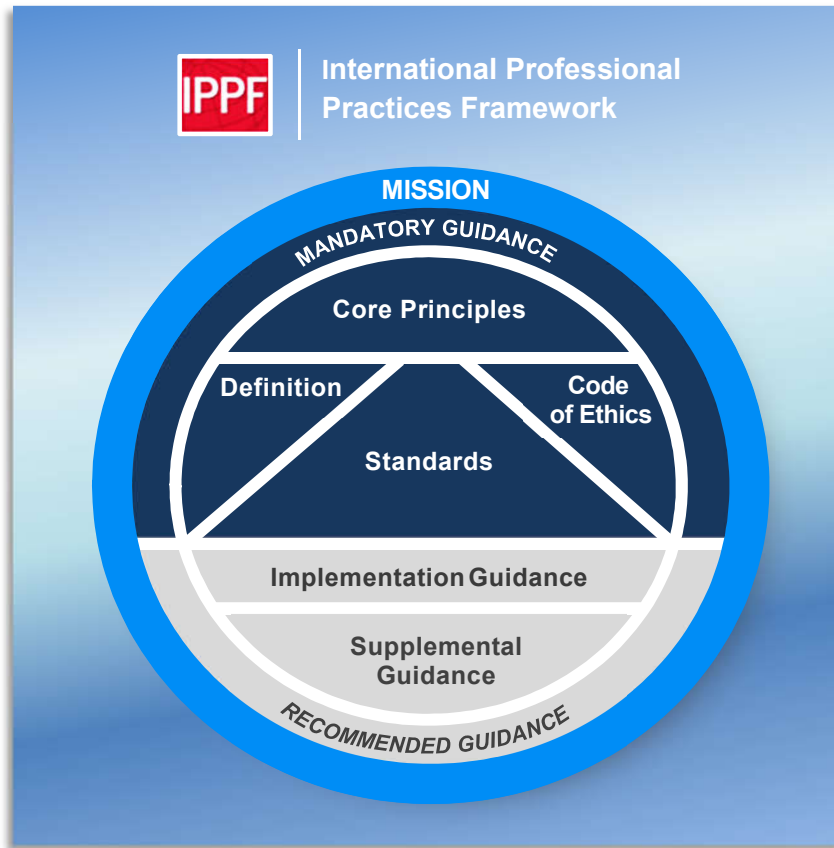 IPPF
International Professional
Practices Framework
MISSION
MANDATORY GUIDANCE
Core Principles
Definition
Code
of Ethics
Standards
Implementation Guidance
Supplemental
Guidance
RECOMMENDED GUIDANCE